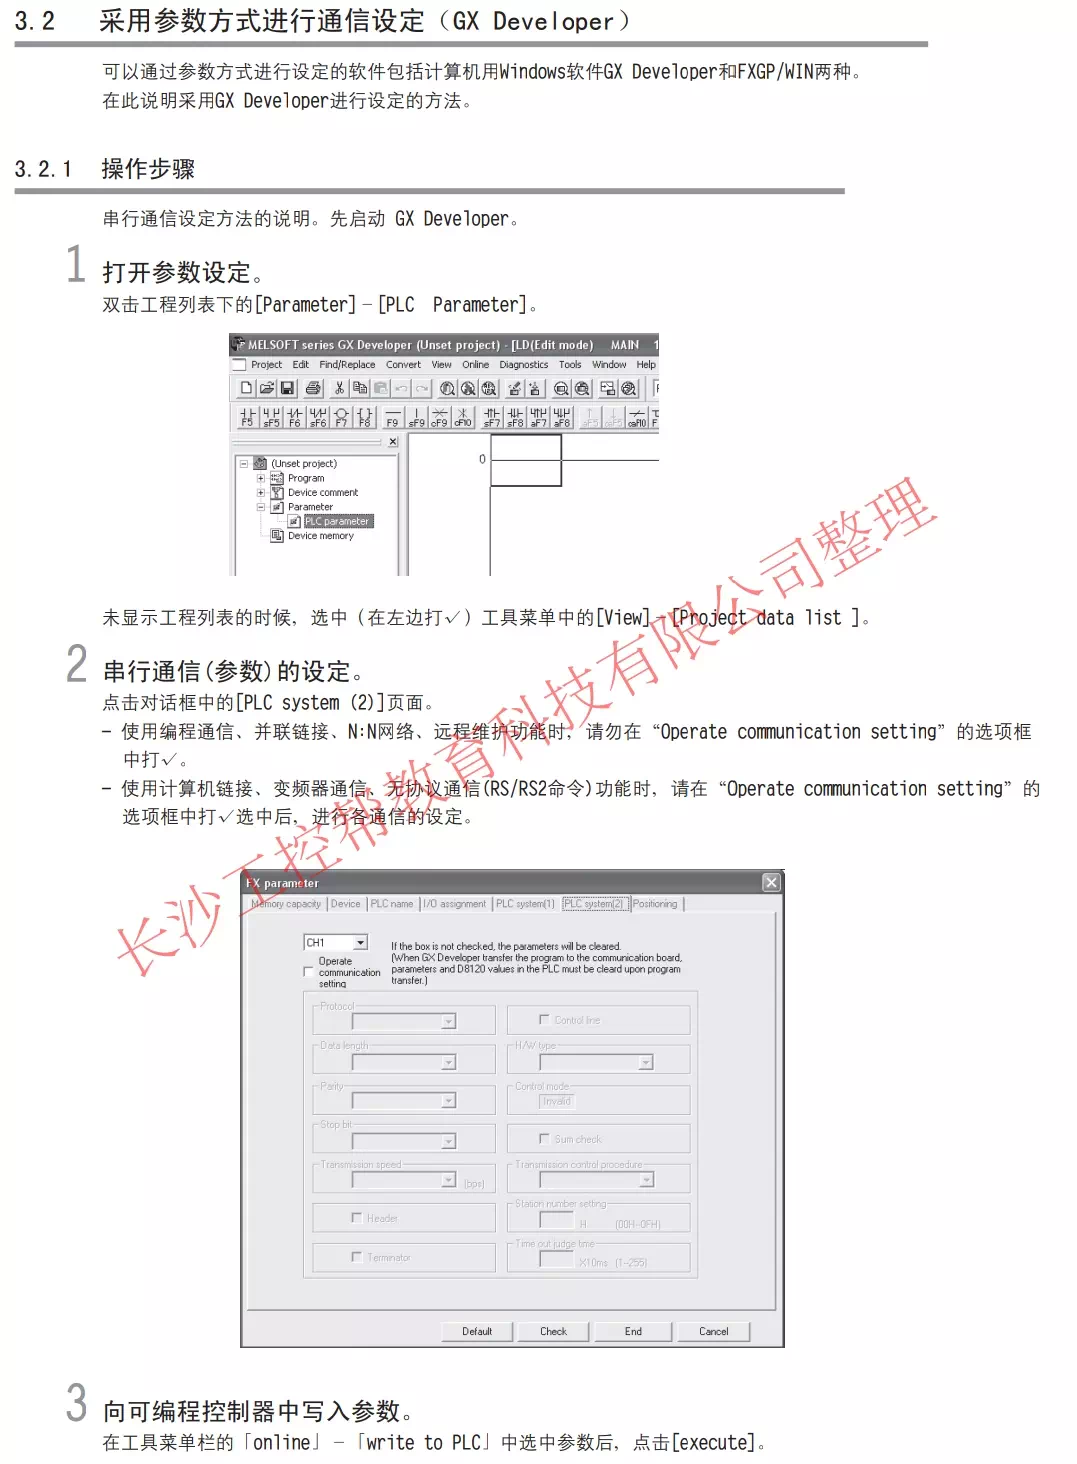 3.2 采用参数方式进行通信设定（GX Developer）
可以通过参数方式进行设定的软件包括计算机用Windows软件GX Developer和FXGP/WIN两种。
在此说明采用GX Developer进行设定的方法。
3.2.1 操作步骤
串行通信设定方法的说明。先启动 GX Developer。
1 打开参数设定。
双击工程列表下的[Parameter]－[PLC Parameter]。
MELSOFT series GX Developer (Unset project) - [LD(Edit mode) MAIN 1
Project Edit Find/Replace Convert View Online Diagnostics Tools Window Help
F5 sF5 F6 sF6 F7 F8 F9 sF9 cF9 cF10 sF7 sF8 aF7 aF8 aF5 caF5 caF10 F
(Unset project)
0
Program
Device comment
Parameter
PLC parameter
Device memory
未显示工程列表的时候，选中（在左边打✓）工具菜单中的[View]－[Project data list ]。
2 串行通信(参数)的设定。
点击对话框中的[PLC system (2)]页面。
- 使用编程通信、并联链接、N:N网络、远程维护功能时，请勿在“Operate communication setting”的选项框
中打✓。
- 使用计算机链接、变频器通信、无协议通信(RS/RS2命令)功能时，请在“Operate communication setting”的
选项框中打✓选中后，进行各通信的设定。
长沙工控帮教育科技有限公司整理
FX parameter
Memory capacity Device PLC name I/O assignment PLC system(1) PLC system(2) Positioning
CH1
Operate
communication
setting
If the box is not checked, the parameters will be cleared.
(When GX Developer transfer the program to the communication board,
parameters and D8120 values in the PLC must be cleard upon program
transfer.)
Protocol
Control line
Data length
H/W type
Parity
Control mode
Invalid
Stop bit
Sum check
Transmission speed
(bps)
Transmission control procedure
Header
Station number setting
H (00H-0FH)
Terminator
Time out judge time
X10ms (1-255)
Default Check End Cancel
3 向可编程控制器中写入参数。
在工具菜单栏的「online」－「write to PLC」中选中参数后，点击[execute]。